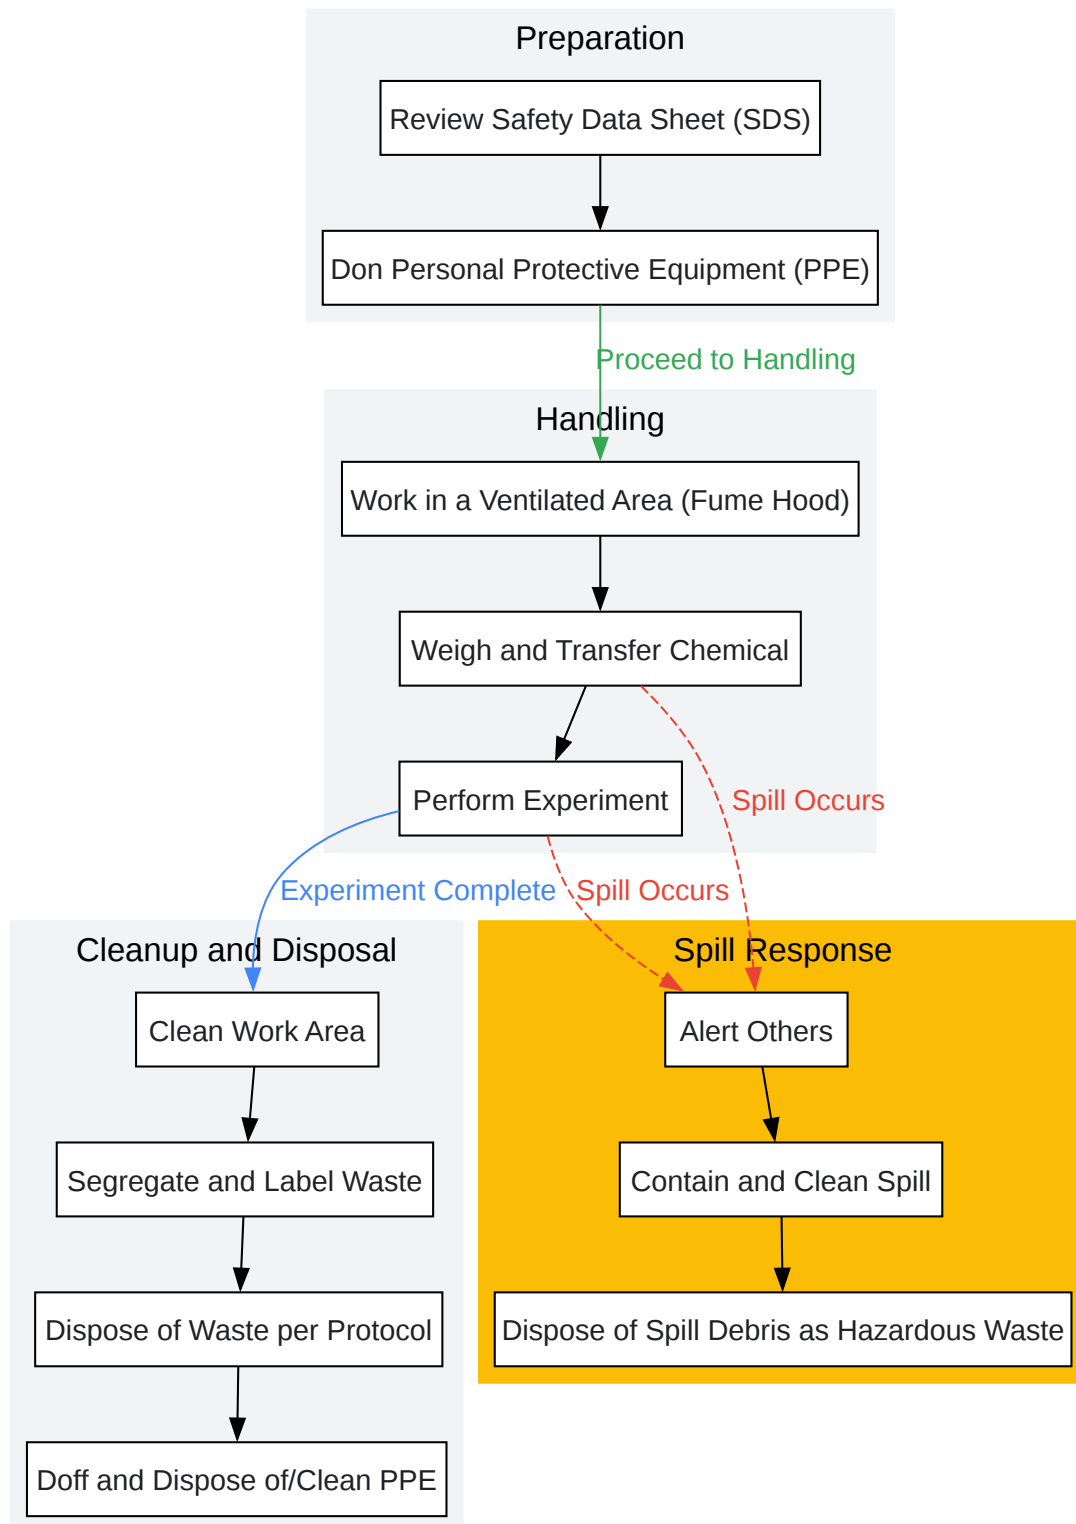 Preparation
Review Safety Data Sheet (SDS)
Don Personal Protective Equipment (PPE)
Proceed to Handling
Handling
Work in a Ventilated Area (Fume Hood)
Weigh and Transfer Chemical
Perform Experiment
Spill Occurs
Experiment Complete
Spill Occurs
Cleanup and Disposal
Clean Work Area
Segregate and Label Waste
Dispose of Waste per Protocol
Doff and Dispose of/Clean PPE
Spill Response
Alert Others
Contain and Clean Spill
Dispose of Spill Debris as Hazardous Waste